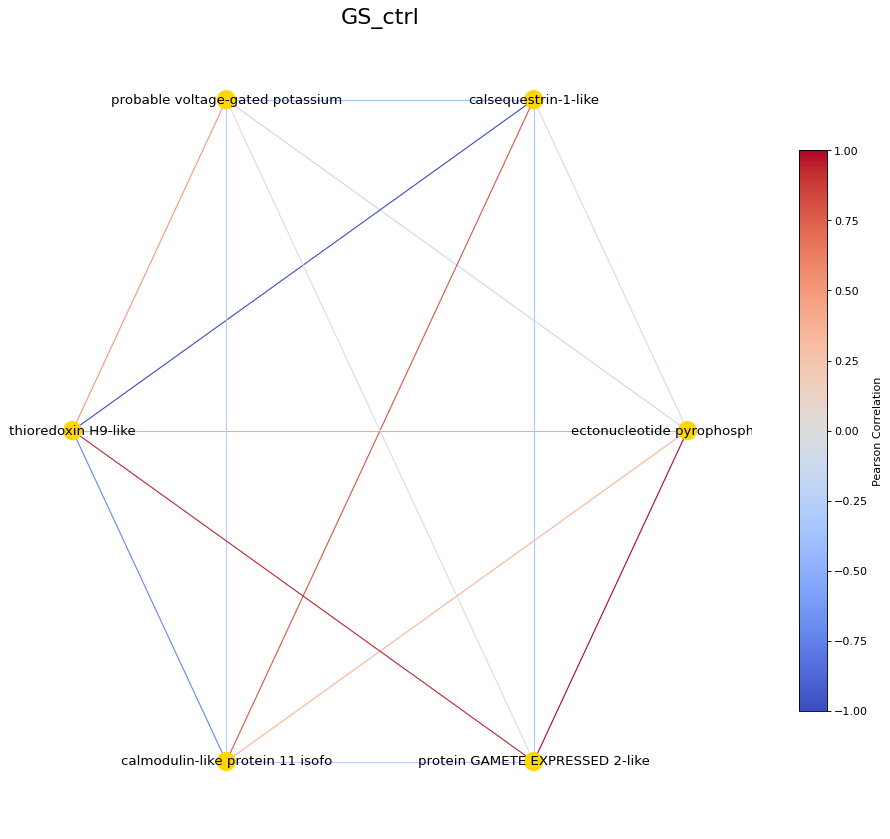 GS_ctrl
probable voltage-gated potassium
calsequestrin-1-like
thioredoxin H9-like
ectonucleotide pyrophosph
calmodulin-like protein 11 isofo
protein GAMETE EXPRESSED 2-like
1.00
0.75
0.50
0.25
0.00
−0.25
−0.50
−0.75
−1.00
Pearson Correlation